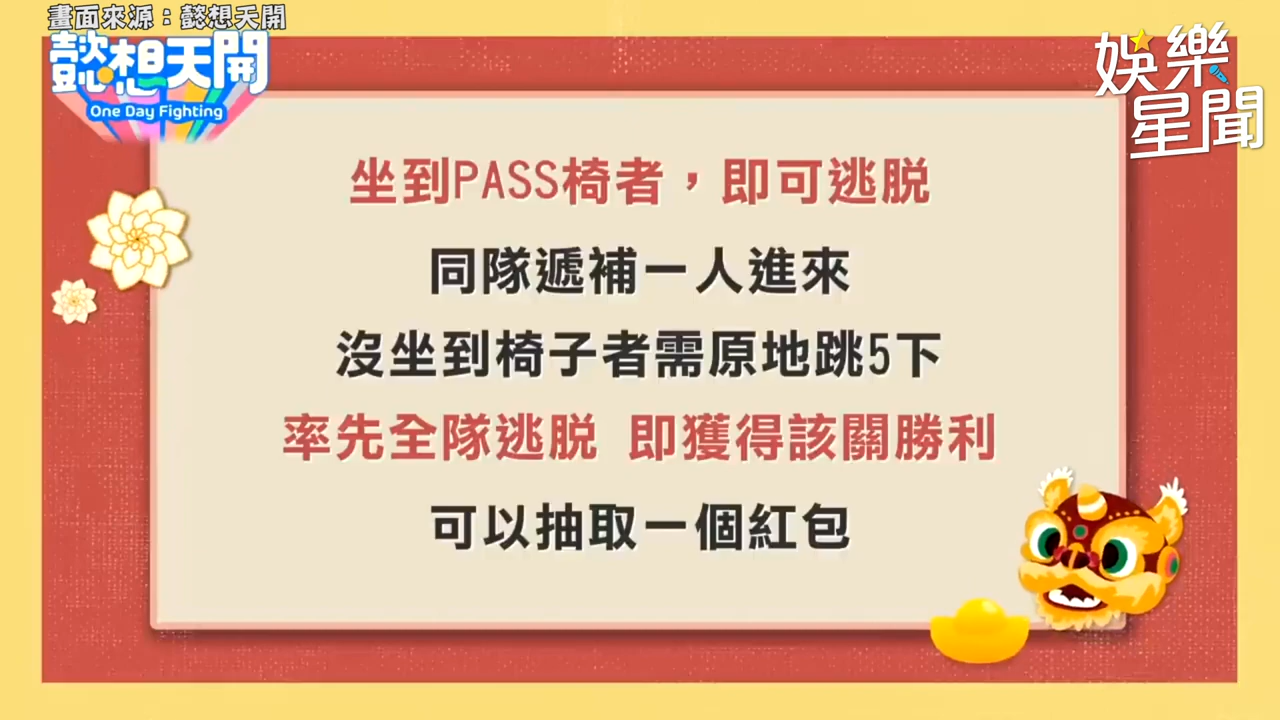 畫面來源：懿想天開
懿想天開
One Day Fighting
娛樂
星聞
坐到PASS椅者，即可逃脱
同隊遞補一人進來
沒坐到椅子者需原地跳5下
率先全隊逃脱 即獲得該關勝利
可以抽取一個紅包